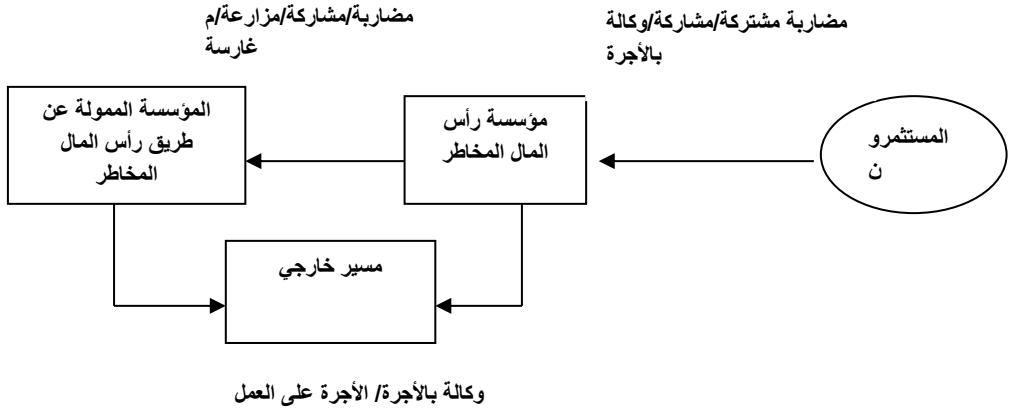 مضاربة مشتركة/مشاركة/وكالة
بالأجرة
مضاربة/مشاركة/مزارعة/م
غارسة
المستثمرو
ن
مؤسسة رأس
المال المخاطر
المؤسسة الممولة عن
طريق رأس المال
المخاطر
مسير خارجي
وكالة بالأجرة/ الأجرة على العمل